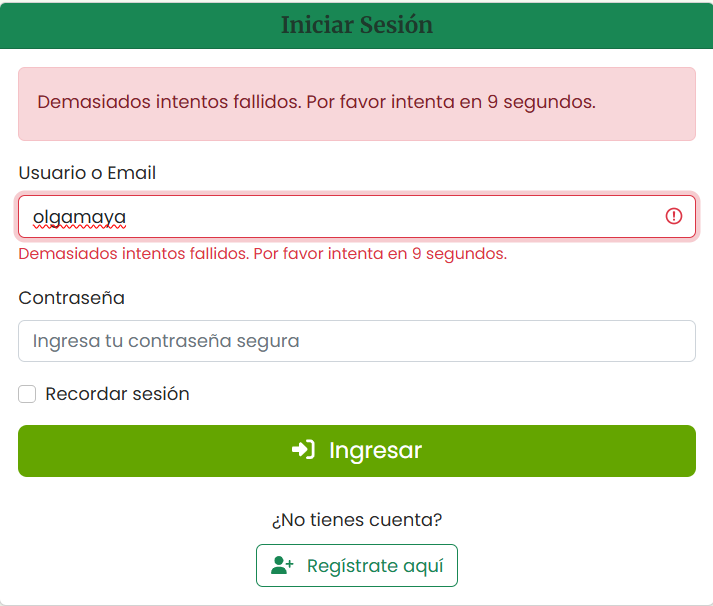 Iniciar Sesión
Demasiados intentos fallidos. Por favor intenta en 9 segundos.
Usuario o Email
olgamaya
Demasiados intentos fallidos. Por favor intenta en 9 segundos.
Contraseña
Ingresa tu contraseña segura
Recordar sesión
Ingresar
¿No tienes cuenta?
Regístrate aquí